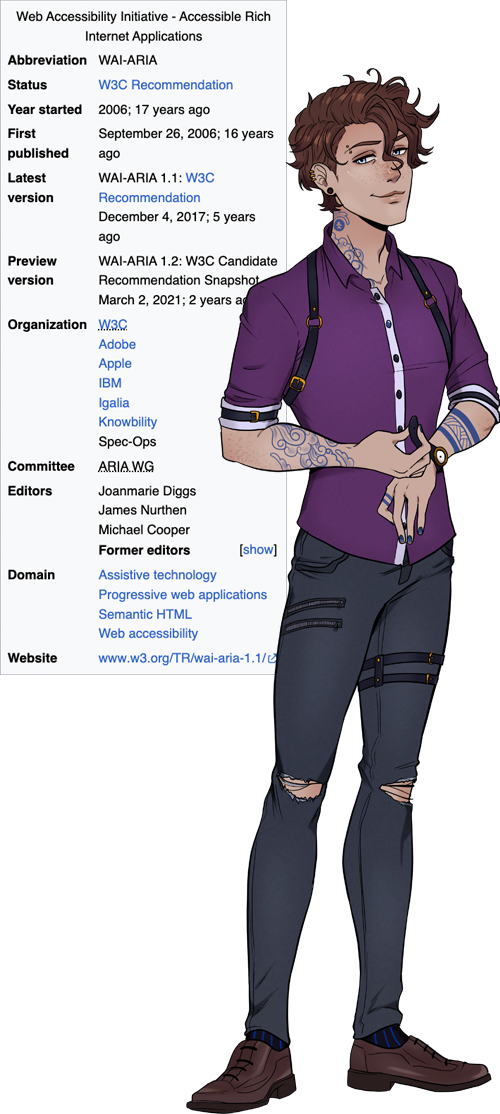 Web Accessibility Initiative - Accessible Rich
Internet Applications
Abbreviation WAI-ARIA
Status W3C Recommendation
Year started 2006; 17 years ago
First September 26, 2006; 16 years
published ago
Latest WAI-ARIA 1.1: W3C
version Recommendation
December 4, 2017; 5 years
ago
Preview WAI-ARIA 1.2: W3C Candidate
version Recommendation Snapshot
March 2, 2021; 2 years
Organization W3C
Adobe
Apple
IBM
Igalia
Knowbility
Spec-Ops
Committee ARIA WG
Editors Joanmarie Diggs
James Nurthen
Michael Cooper
Former editors [show]
Domain Assistive technology
Progressive web applications
Semantic HTML
Web accessibility
Website www.w3.org/TR/wai-aria-1.1/